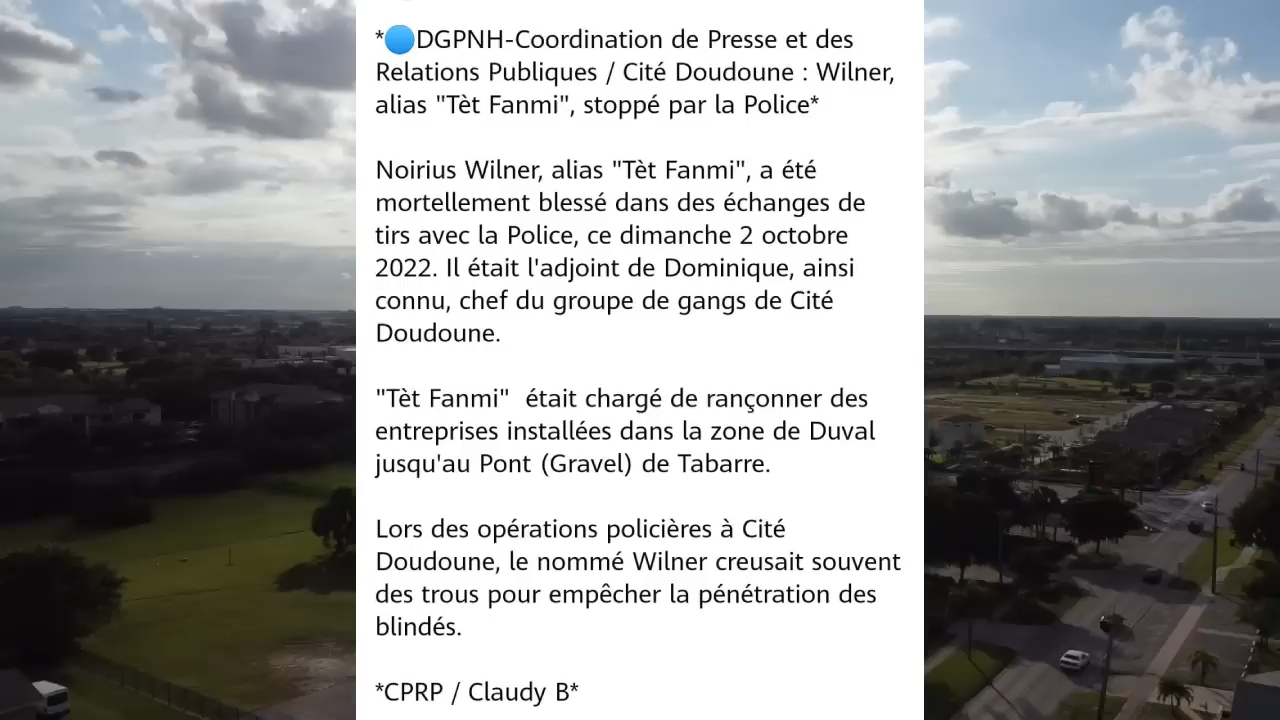 *🔵DGPNH-Coordination de Presse et des
Relations Publiques / Cité Doudoune : Wilner,
alias "Tèt Fanmi", stoppé par la Police*
Noirius Wilner, alias "Tèt Fanmi", a été
mortellement blessé dans des échanges de
tirs avec la Police, ce dimanche 2 octobre
2022. Il était l'adjoint de Dominique, ainsi
connu, chef du groupe de gangs de Cité
Doudoune.
"Tèt Fanmi"  était chargé de rançonner des
entreprises installées dans la zone de Duval
jusqu'au Pont (Gravel) de Tabarre.
Lors des opérations policières à Cité
Doudoune, le nommé Wilner creusait souvent
des trous pour empêcher la pénétration des
blindés.
*CPRP / Claudy B*